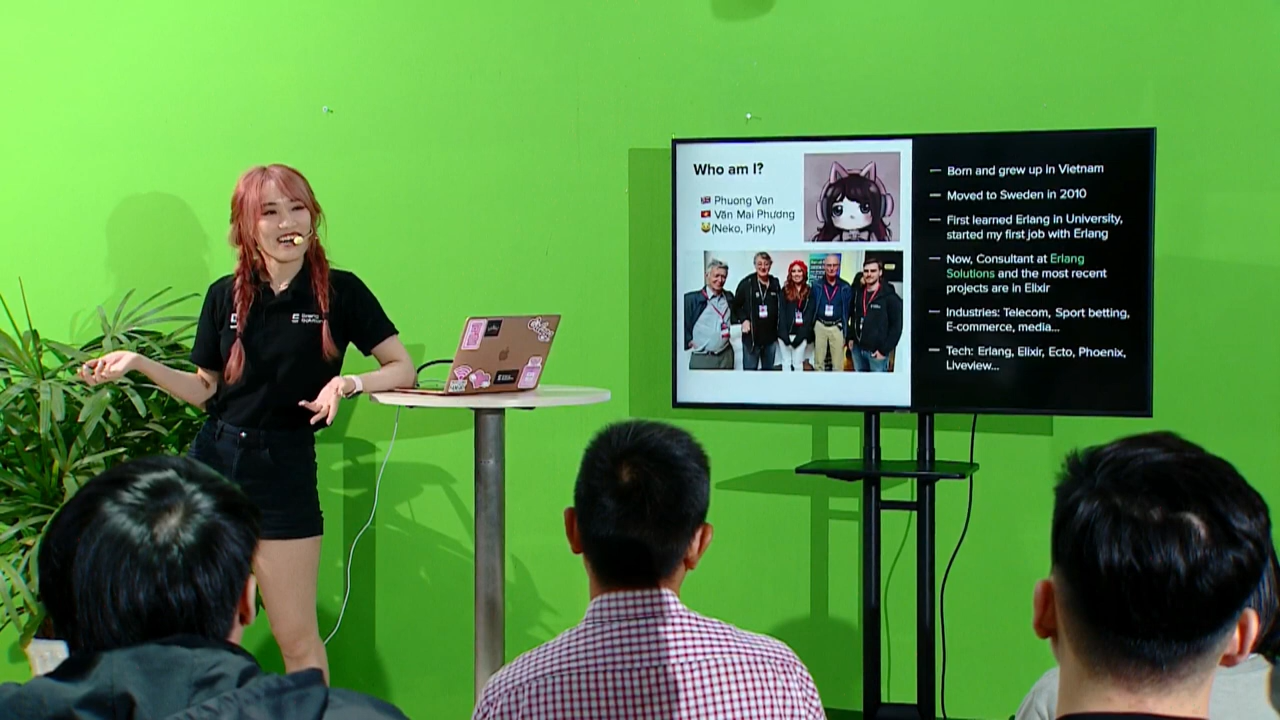 Who am I?
Phuong Van
Văn Mai Phương
(Neko, Pinky)
— Born and grew up in Vietnam
— Moved to Sweden in 2010
— First learned Erlang in University,
started my first job with Erlang
— Now, Consultant at Erlang
Solutions and the most recent
projects are in Elixir
— Industries: Telecom, Sport betting,
E-commerce, media...
— Tech: Erlang, Elixir, Ecto, Phoenix,
Liveview...